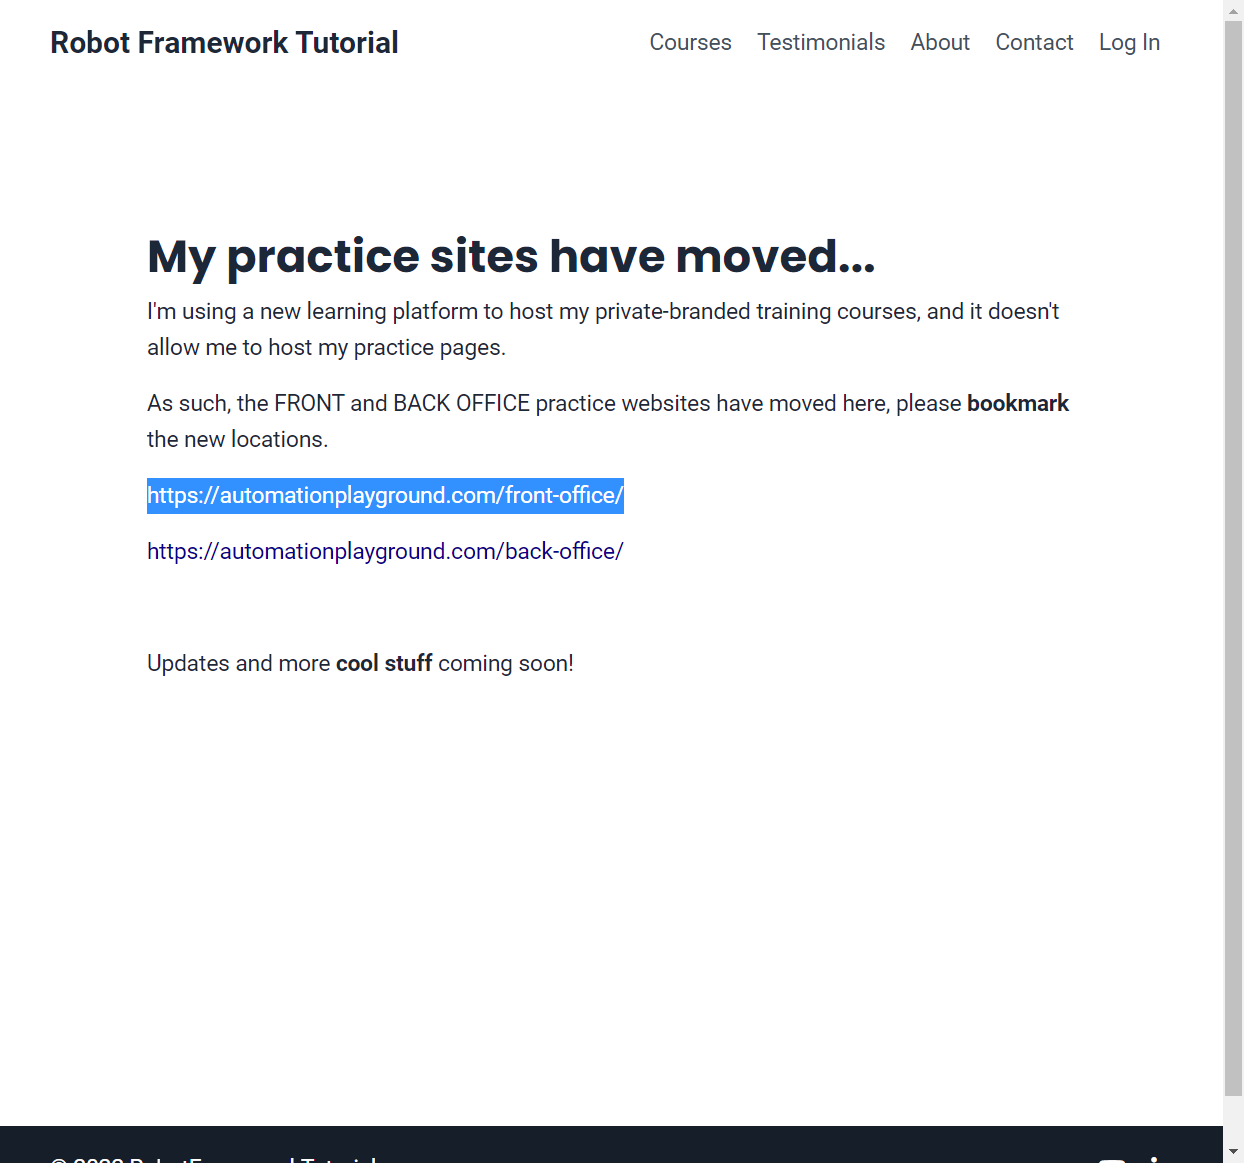 Robot Framework Tutorial
Courses Testimonials About Contact Log In
My practice sites have moved...
I'm using a new learning platform to host my private-branded training courses, and it doesn't
allow me to host my practice pages.
As such, the FRONT and BACK OFFICE practice websites have moved here, please bookmark
the new locations.
https://automationplayground.com/front-office/
https://automationplayground.com/back-office/
Updates and more cool stuff coming soon!